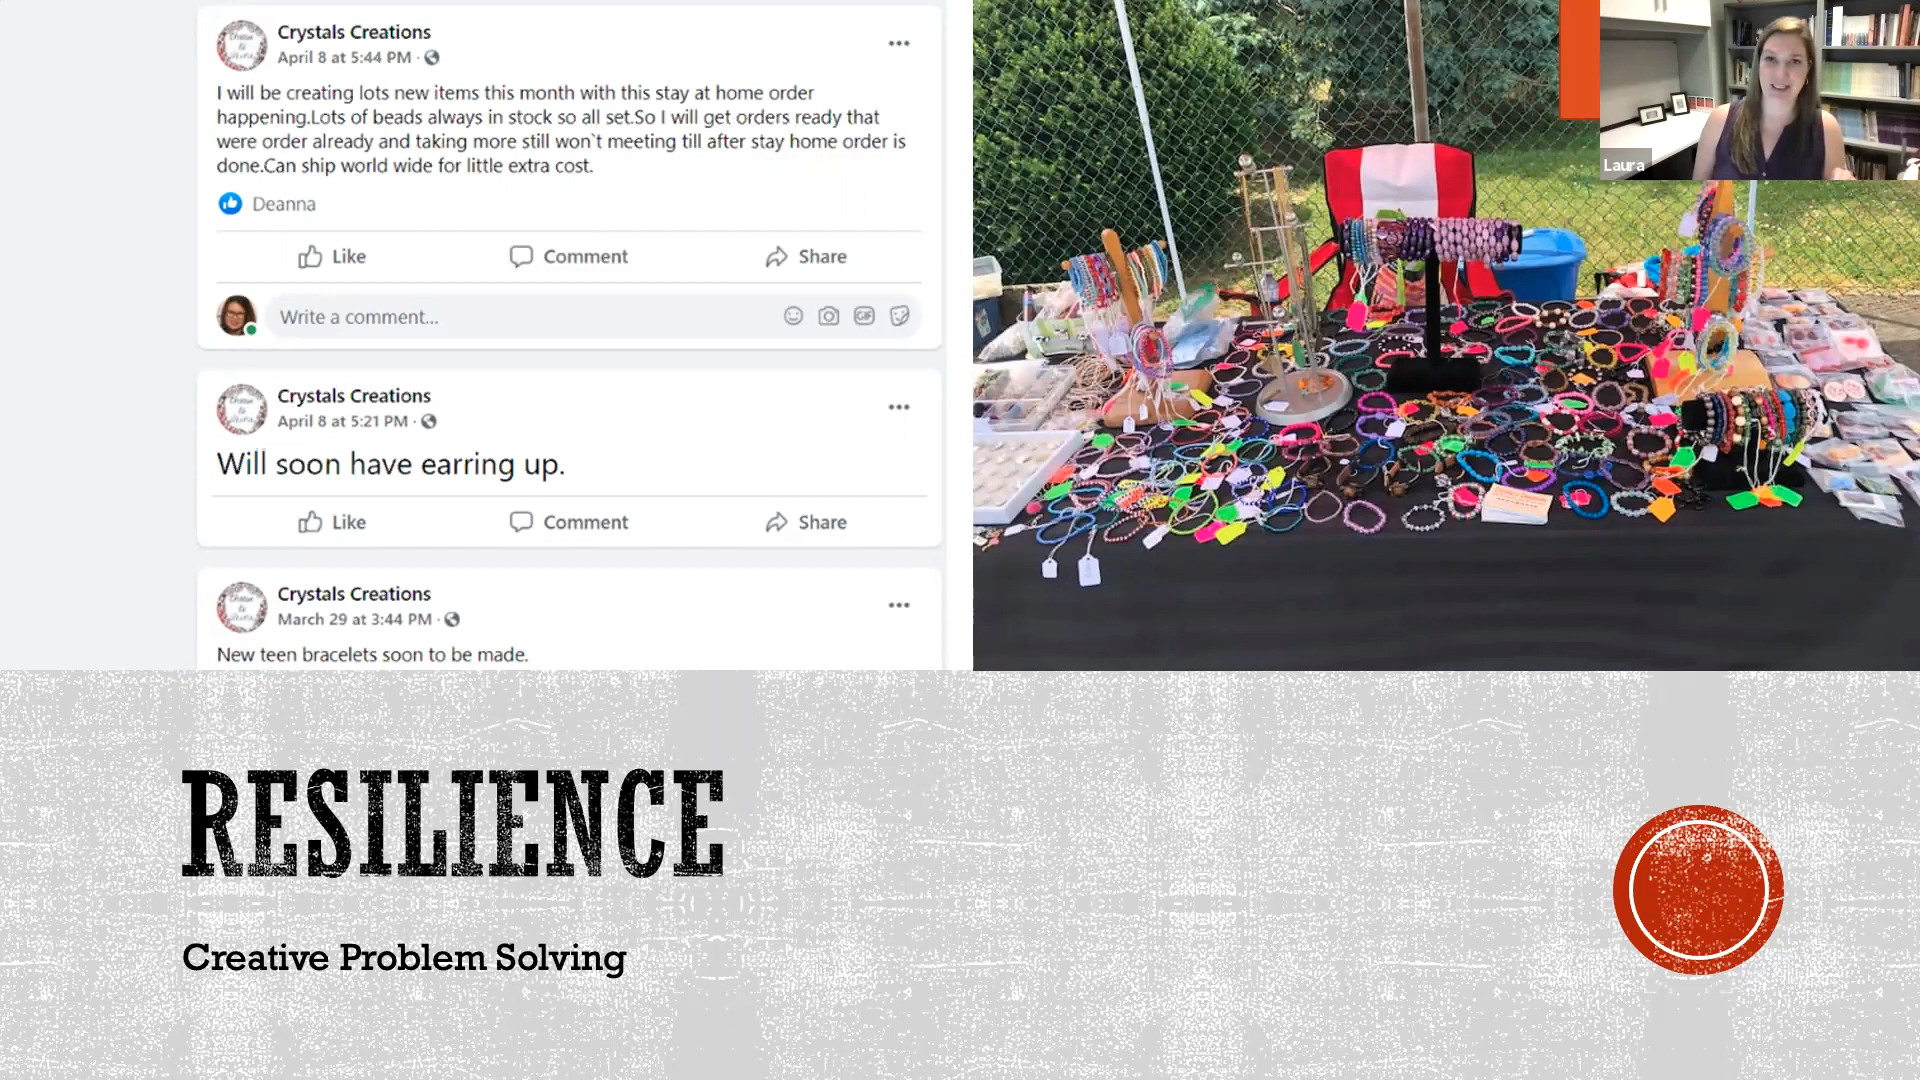 Crystals Creations
April 8 at 5:44 PM ·
I will be creating lots new items this month with this stay at home order
happening.Lots of beads always in stock so all set.So I will get orders ready that
were order already and taking more still won`t meeting till after stay home order is
done.Can ship world wide for little extra cost.
Deanna
Like Comment Share
Write a comment...
GIF
Crystals Creations
April 8 at 5:21 PM ·
Will soon have earring up.
Like Comment Share
Crystals Creations
March 29 at 3:44 PM ·
New teen bracelets soon to be made.
Laura
RESILIENCE
Creative Problem Solving